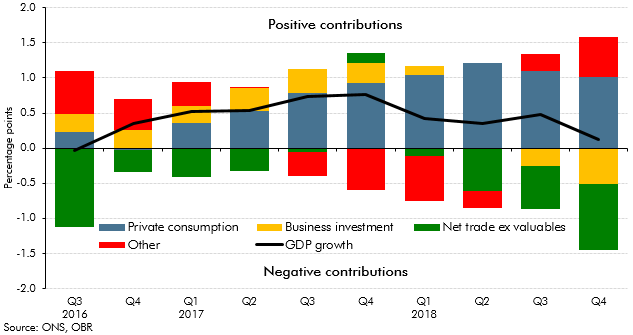 Positive contributions
2.0
1.5
1.0
0.5
0.0
-0.5
-1.0
-1.5
-2.0
Percentage points
Private consumption Business investment Net trade ex valuables
Other GDP growth
Negative contributions
Q3 Q4 Q1 Q2 Q3 Q4 Q1 Q2 Q3 Q4
2016 2017 2018
Source: ONS, OBR